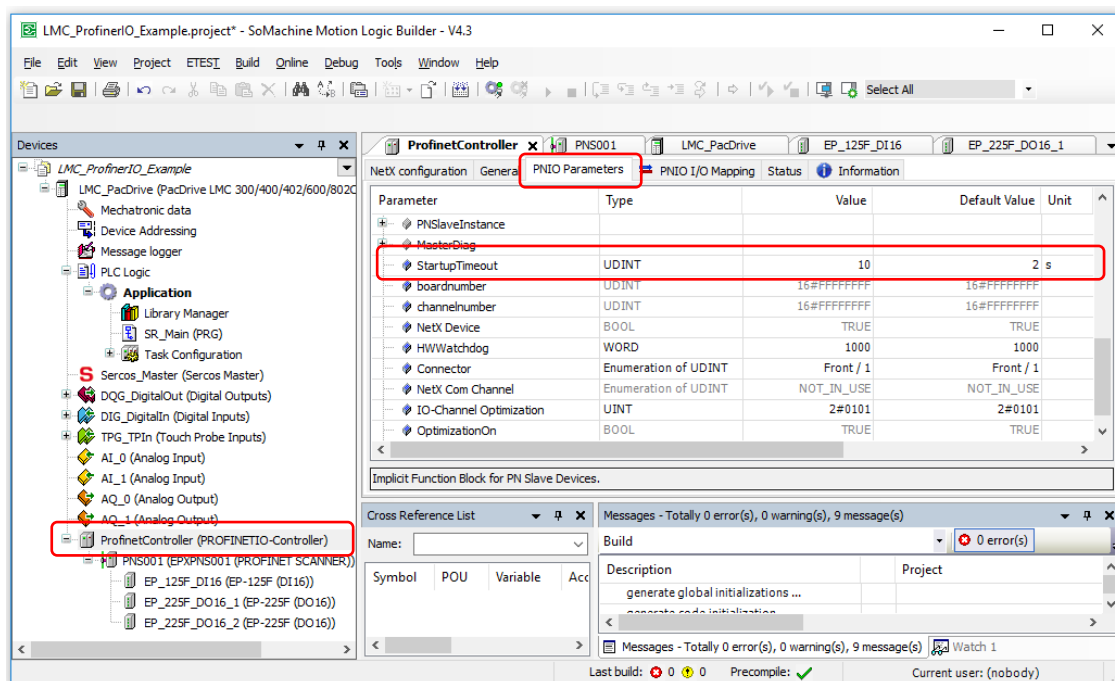 LMC_ProfinerIO_Example.project* - SoMachine Motion Logic Builder - V4.3
File Edit View Project ETEST Build Online Debug Tools Window Help
Select All
Devices
LMC_ProfinerIO_Example
LMC_PacDrive (PacDrive LMC 300/400/402/600/802C
Mechatronic data
Device Addressing
Message logger
PLC Logic
Application
Library Manager
SR_Main (PRG)
Task Configuration
Sercos_Master (Sercos Master)
DQG_DigitalOut (Digital Outputs)
DIG_DigitalIn (Digital Inputs)
TPG_TPIn (Touch Probe Inputs)
AI_0 (Analog Input)
AI_1 (Analog Input)
AQ_0 (Analog Output)
AQ_1 (Analog Output)
ProfinetController (PROFINETIO-Controller)
PNS001 (EPXPNS001 (PROFINET SCANNER))
EP_125F_DI16 (EP-125F (DI16))
EP_225F_DO16_1 (EP-225F (DO16))
EP_225F_DO16_2 (EP-225F (DO16))
ProfinetController PNS001 LMC_PacDrive EP_125F_DI16 EP_225F_DO16_1
NetX configuration General PNIO Parameters PNIO I/O Mapping Status Information
Parameter Type Value Default Value Unit
PNSlaveInstance
MasterDiag
StartupTimeout UDINT 10 2 s
boardnumber UDINT 16#FFFFFFFF 16#FFFFFFFF
channelnumber UDINT 16#FFFFFFFF 16#FFFFFFFF
NetX Device BOOL TRUE TRUE
HWWatchdog WORD 1000 1000
Connector Enumeration of UDINT Front / 1 Front / 1
NetX Com Channel Enumeration of UDINT NOT_IN_USE NOT_IN_USE
IO-Channel Optimization UINT 2#0101 2#0101
OptimizationOn BOOL TRUE TRUE
Implicit Function Block for PN Slave Devices.
Cross Reference List
Name:
Symbol POU Variable Acc
Messages - Totally 0 error(s), 0 warning(s), 9 message(s)
Build 0 error(s)
Description Project
generate global initializations ...
generate code initialization
Messages - Totally 0 error(s), 0 warning(s), 9 message(s) Watch 1
Last build: 0 0 Precompile: Current user: (nobody)